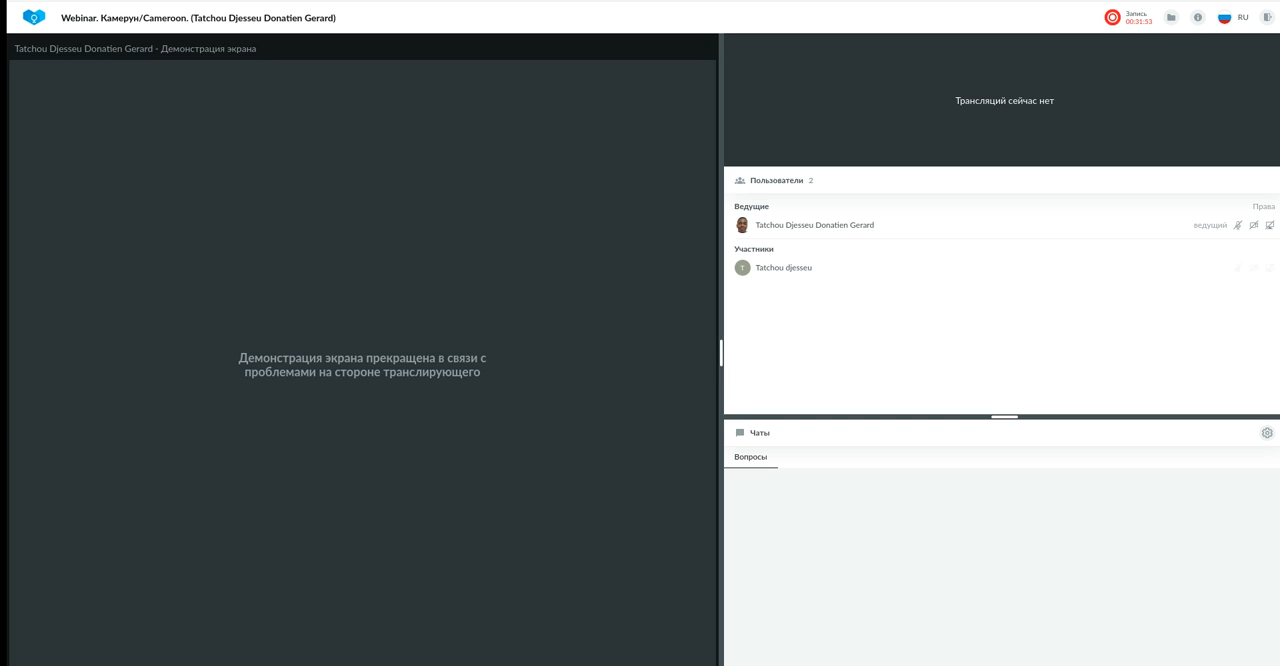 Webinar. Камерун/Cameroon. (Tatchou Djesseu Donatien Gerard)
Запись
00:31:53
RU
Tatchou Djesseu Donatien Gerard - Демонстрация экрана
Демонстрация экрана прекращена в связи с
проблемами на стороне транслирующего
Трансляций сейчас нет
Пользователи 2
Ведущие Права
Tatchou Djesseu Donatien Gerard ведущий
Участники
T Tatchou djesseu
Чаты
Вопросы